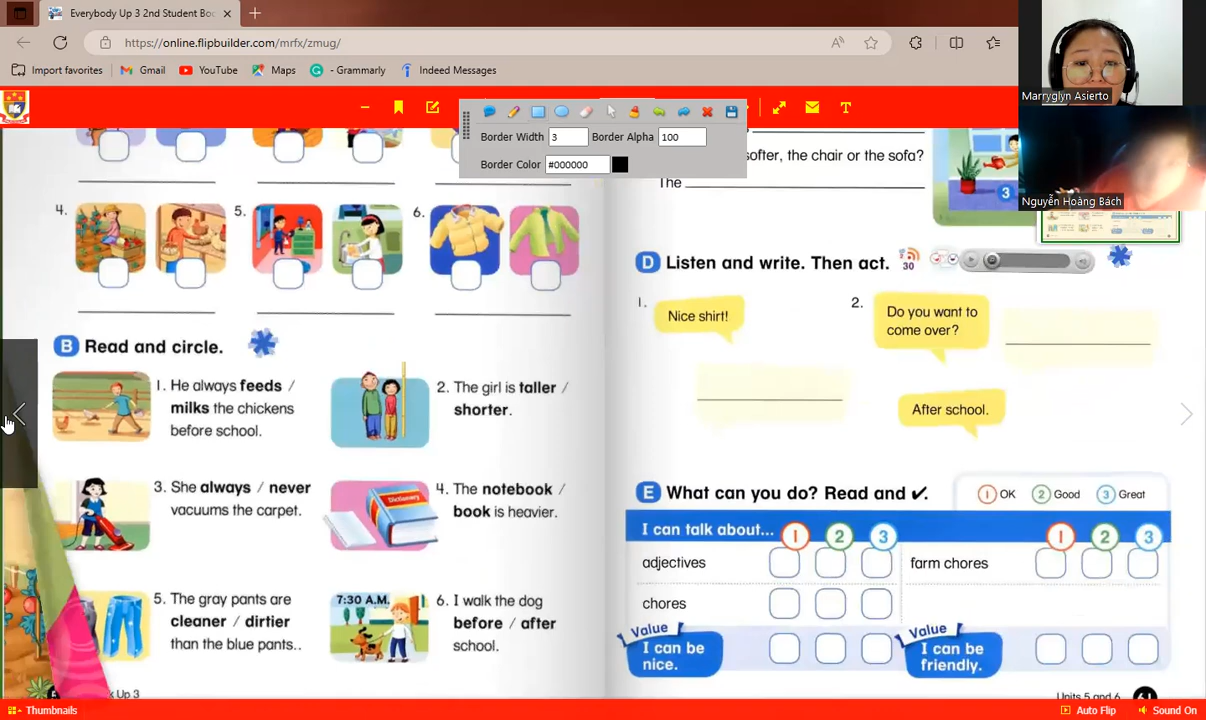 Everybody Up 3 2nd Student Boo
https://online.flipbuilder.com/mrfx/zmug/
Import favorites
Gmail
YouTube
Maps
- Grammarly
Indeed Messages
Marryglyn Asierto
Nguyễn Hoàng Bách
Border Width 3 Border Alpha 100
Border Color #000000
4.
5.
6.
B Read and circle.
1. He always feeds /
milks the chickens
before school.
2. The girl is taller /
shorter.
3. She always / never
vacuums the carpet.
4. The notebook /
book is heavier.
Dictionary
5. The gray pants are
cleaner / dirtier
than the blue pants..
7:30 A.M.
6. I walk the dog
before / after
school.
k Up 3
softer, the chair or the sofa?
The
3
D Listen and write. Then act.
30
1.
Nice shirt!
2.
Do you want to
come over?
After school.
E What can you do? Read and ✔.
1 OK 2 Good 3 Great
I can talk about... 1 2 3 1 2 3
adjectives
farm chores
chores
Value
I can be
nice.
Value
I can be
friendly.
Units 5 and 6 61
Thumbnails
Auto Flip
Sound On